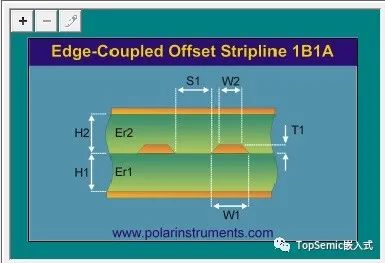 Edge-Coupled Offset Stripline 1B1A
S1
W2
T1
H2
Er2
H1
Er1
W1
www.polarinstruments.com
TopSemic嵌入式